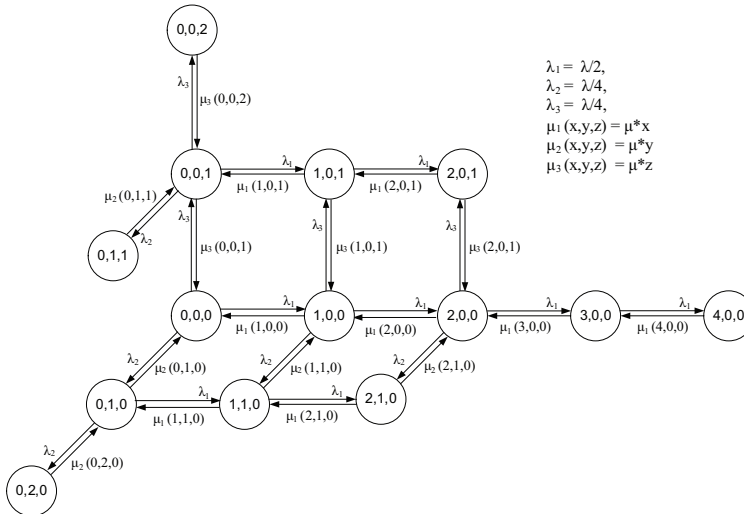 0,0,2
λ₃
μ₃ (0,0,2)
λ₁ = λ/2,
λ₂ = λ/4,
λ₃ = λ/4,
μ₁ (x,y,z) = μ*x
μ₂ (x,y,z) = μ*y
μ₃ (x,y,z) = μ*z
0,0,1
λ₁
μ₁ (1,0,1)
1,0,1
λ₁
μ₁ (2,0,1)
2,0,1
μ₂ (0,1,1)
λ₂
0,1,1
λ₃
μ₃ (0,0,1)
λ₃
μ₃ (1,0,1)
λ₃
μ₃ (2,0,1)
0,0,0
λ₁
μ₁ (1,0,0)
1,0,0
λ₁
μ₁ (2,0,0)
2,0,0
λ₁
μ₁ (3,0,0)
3,0,0
λ₁
μ₁ (4,0,0)
4,0,0
λ₂
μ₂ (0,1,0)
λ₂
μ₂ (1,1,0)
λ₂
μ₂ (2,1,0)
0,1,0
λ₁
μ₁ (1,1,0)
1,1,0
λ₁
μ₁ (2,1,0)
2,1,0
λ₂
μ₂ (0,2,0)
0,2,0